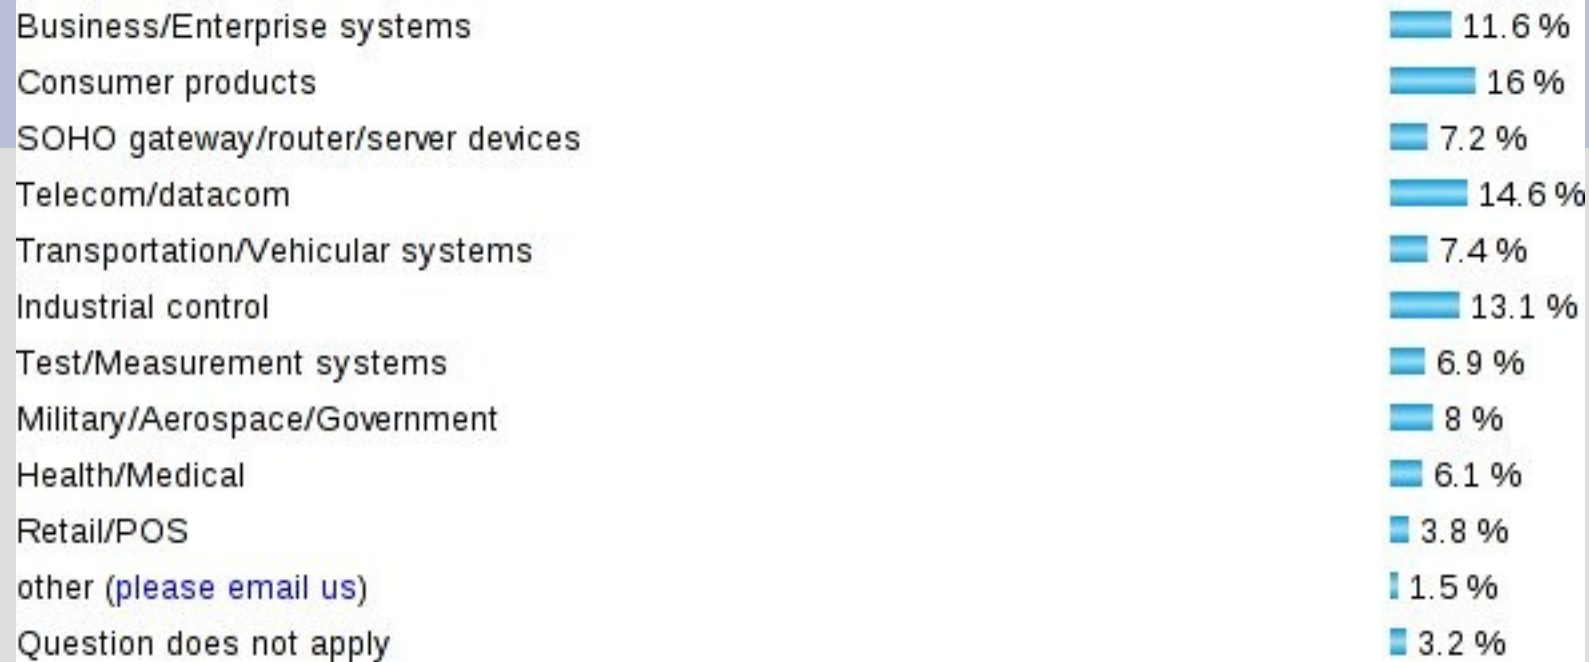 Business/Enterprise systems 11.6 %
Consumer products 16 %
SOHO gateway/router/server devices 7.2 %
Telecom/datacom 14.6 %
Transportation/Vehicular systems 7.4 %
Industrial control 13.1 %
Test/Measurement systems 6.9 %
Military/Aerospace/Government 8 %
Health/Medical 6.1 %
Retail/POS 3.8 %
other (please email us) 1.5 %
Question does not apply 3.2 %